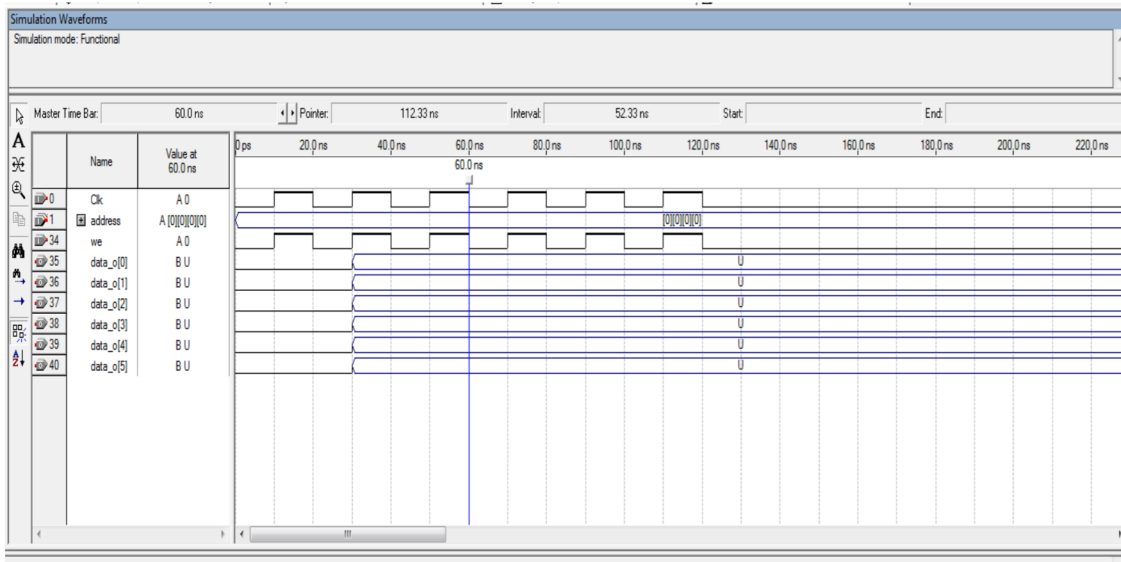 Simulation Waveforms
Simulation mode: Functional
Master Time Bar: 60.0 ns Pointer: 112.33 ns Interval: 52.33 ns Start: End:
Name Value at 60.0 ns 0 ps 20.0 ns 40.0 ns 60.0 ns 80.0 ns 100.0 ns 120.0 ns 140.0 ns 160.0 ns 180.0 ns 200.0 ns 220.0 ns
60.0 ns
0 Clk A 0
1 address A [0][0][0][0] [0][0][0][0]
34 we A 0
35 data_o[0] B U U
36 data_o[1] B U U
37 data_o[2] B U U
38 data_o[3] B U U
39 data_o[4] B U U
40 data_o[5] B U U